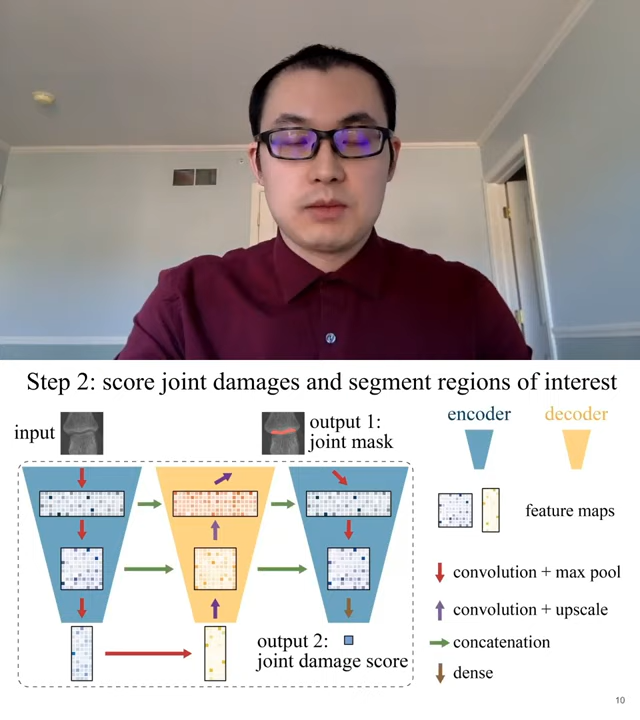 Step 2: score joint damages and segment regions of interest
input
output 1:
joint mask
encoder
decoder
feature maps
convolution + max pool
convolution + upscale
output 2:
joint damage score
concatenation
dense
10